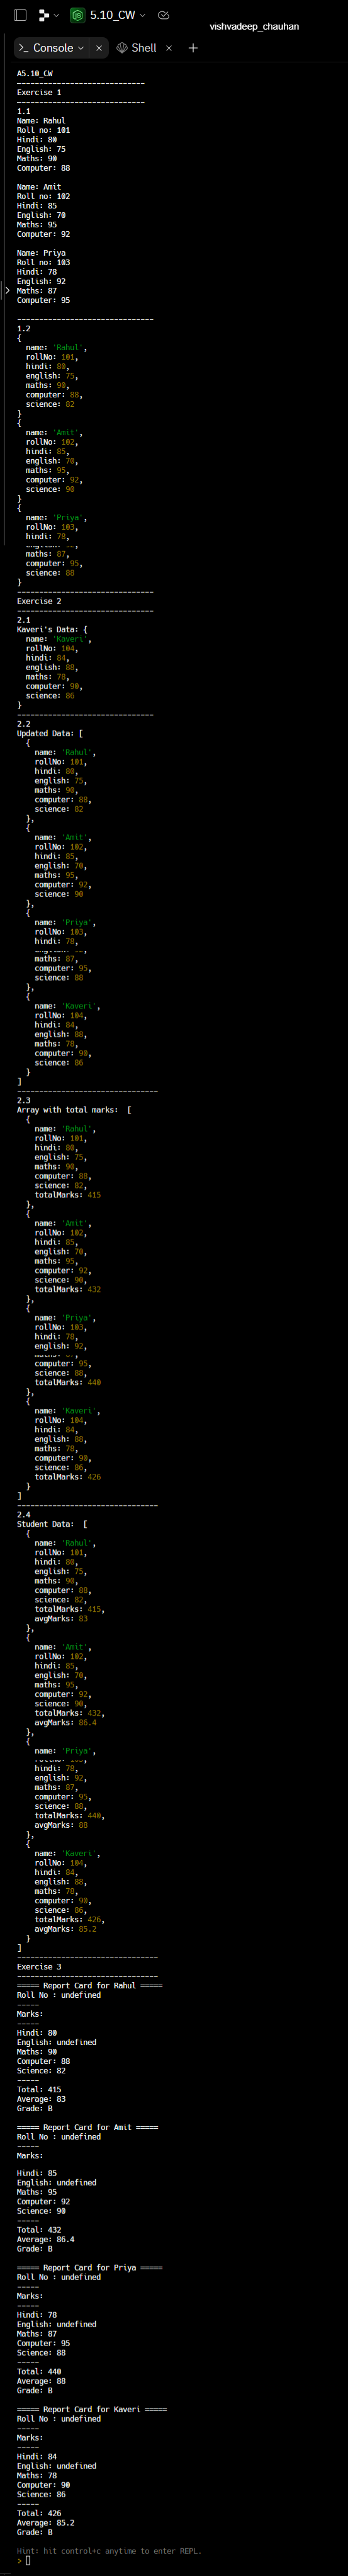 5.10_CW
vishvadeep_chauhan
>_ Console
Shell
A5.10_CW
-----------------------------
Exercise 1
-----------------------------
1.1
Name: Rahul
Roll no: 101
Hindi: 80
English: 75
Maths: 90
Computer: 88
Name: Amit
Roll no: 102
Hindi: 85
English: 70
Maths: 95
Computer: 92
Name: Priya
Roll no: 103
Hindi: 78
English: 92
Maths: 87
Computer: 95
-------------------------------
1.2
{
name: 'Rahul',
rollNo: 101,
hindi: 80,
english: 75,
maths: 90,
computer: 88,
science: 82
}
{
name: 'Amit',
rollNo: 102,
hindi: 85,
english: 70,
maths: 95,
computer: 92,
science: 90
}
{
name: 'Priya',
rollNo: 103,
hindi: 78,
maths: 87,
computer: 95,
science: 88
}
-------------------------------
Exercise 2
-------------------------------
2.1
Kaveri's Data: {
name: 'Kaveri',
rollNo: 104,
hindi: 84,
english: 88,
maths: 78,
computer: 90,
science: 86
}
-------------------------------
2.2
Updated Data: [
{
name: 'Rahul',
rollNo: 101,
hindi: 80,
english: 75,
maths: 90,
computer: 88,
science: 82
},
{
name: 'Amit',
rollNo: 102,
hindi: 85,
english: 70,
maths: 95,
computer: 92,
science: 90
},
{
name: 'Priya',
rollNo: 103,
hindi: 78,
maths: 87,
computer: 95,
science: 88
},
{
name: 'Kaveri',
rollNo: 104,
hindi: 84,
english: 88,
maths: 78,
computer: 90,
science: 86
}
]
--------------------------------
2.3
Array with total marks:  [
{
name: 'Rahul',
rollNo: 101,
hindi: 80,
english: 75,
maths: 90,
computer: 88,
science: 82,
totalMarks: 415
},
{
name: 'Amit',
rollNo: 102,
hindi: 85,
english: 70,
maths: 95,
computer: 92,
science: 90,
totalMarks: 432
},
{
name: 'Priya',
rollNo: 103,
hindi: 78,
english: 92,
computer: 95,
science: 88,
totalMarks: 440
},
{
name: 'Kaveri',
rollNo: 104,
hindi: 84,
english: 88,
maths: 78,
computer: 90,
science: 86,
totalMarks: 426
}
]
--------------------------------
2.4
Student Data:  [
{
name: 'Rahul',
rollNo: 101,
hindi: 80,
english: 75,
maths: 90,
computer: 88,
science: 82,
totalMarks: 415,
avgMarks: 83
},
{
name: 'Amit',
rollNo: 102,
hindi: 85,
english: 70,
maths: 95,
computer: 92,
science: 90,
totalMarks: 432,
avgMarks: 86.4
},
{
name: 'Priya',
hindi: 78,
english: 92,
maths: 87,
computer: 95,
science: 88,
totalMarks: 440,
avgMarks: 88
},
{
name: 'Kaveri',
rollNo: 104,
hindi: 84,
english: 88,
maths: 78,
computer: 90,
science: 86,
totalMarks: 426,
avgMarks: 85.2
}
]
--------------------------------
Exercise 3
--------------------------------
===== Report Card for Rahul =====
Roll No : undefined
-----
Marks:
-----
Hindi: 80
English: undefined
Maths: 90
Computer: 88
Science: 82
-----
Total: 415
Average: 83
Grade: B
===== Report Card for Amit =====
Roll No : undefined
-----
Marks:
Hindi: 85
English: undefined
Maths: 95
Computer: 92
Science: 90
-----
Total: 432
Average: 86.4
Grade: B
===== Report Card for Priya =====
Roll No : undefined
-----
Marks:
-----
Hindi: 78
English: undefined
Maths: 87
Computer: 95
Science: 88
-----
Total: 440
Average: 88
Grade: B
===== Report Card for Kaveri =====
Roll No : undefined
-----
Marks:
-----
Hindi: 84
English: undefined
Maths: 78
Computer: 90
Science: 86
-----
Total: 426
Average: 85.2
Grade: B
Hint: hit control+c anytime to enter REPL.
>